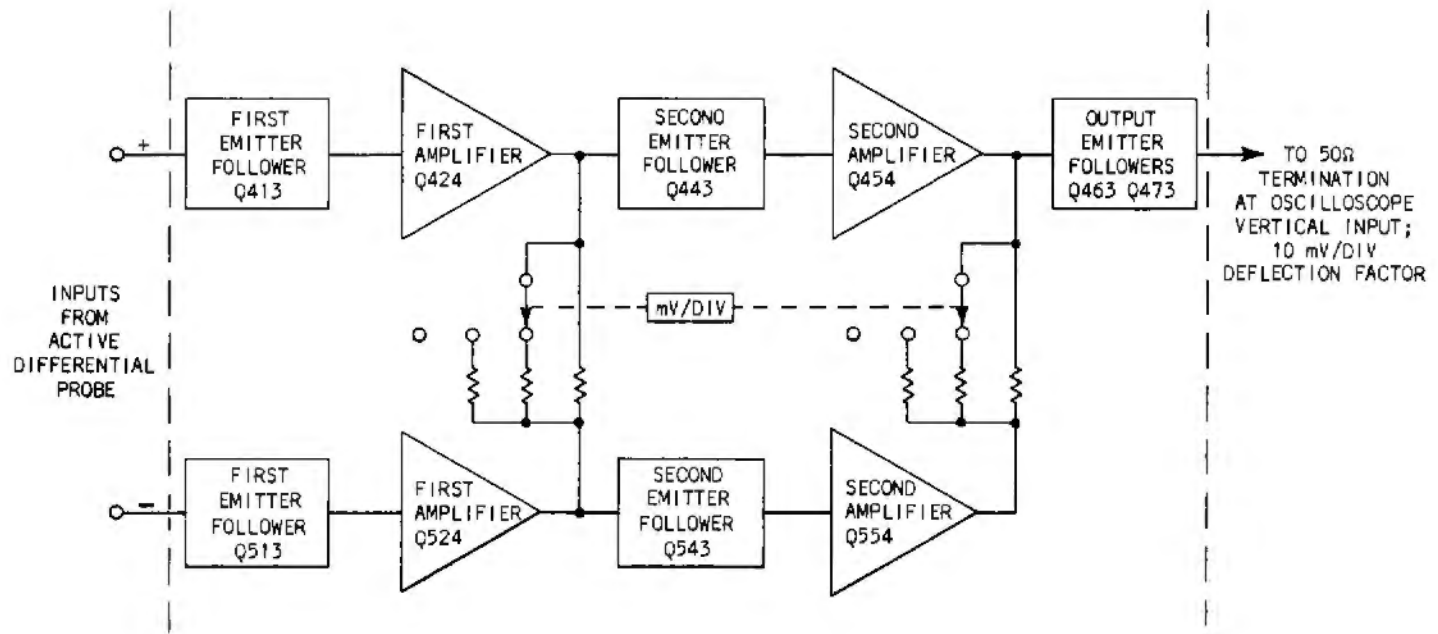 FIRST
EMITTER
FOLLOWER
Q413
FIRST
AMPLIFIER
Q424
SECOND
EMITTER
FOLLOWER
Q443
SECOND
AMPLIFIER
Q454
OUTPUT
EMITTER
FOLLOWERS
Q463 Q473
TO 50Ω
TERMINATION
AT OSCILLOSCOPE
VERTICAL INPUT;
10 mV/DIV
DEFLECTION FACTOR
+
INPUTS
FROM
ACTIVE
DIFFERENTIAL
PROBE
mV/DIV
−
FIRST
EMITTER
FOLLOWER
Q513
FIRST
AMPLIFIER
Q524
SECOND
EMITTER
FOLLOWER
Q543
SECOND
AMPLIFIER
Q554